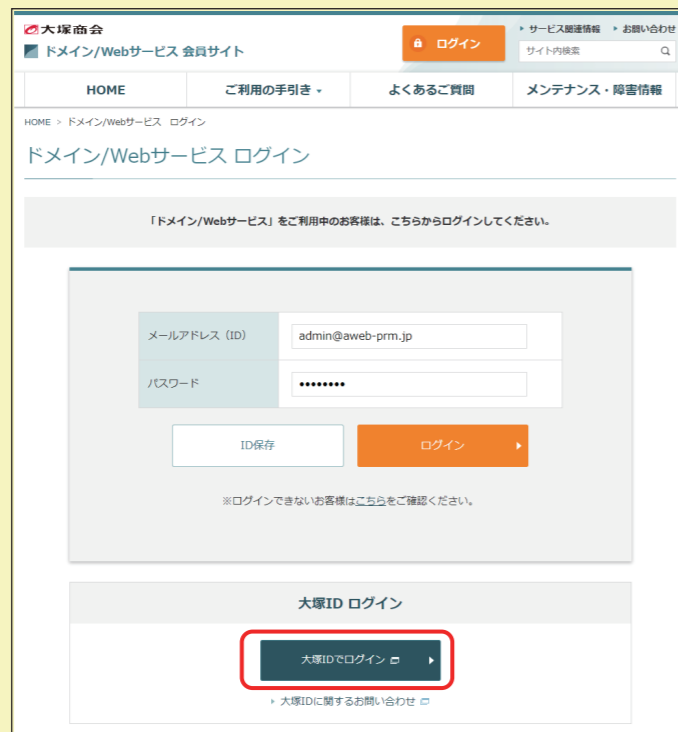 大塚商会
ドメイン/Webサービス 会員サイト
ログイン
サービス関連情報 お問い合わせ
サイト内検索
HOME ご利用の手引き よくあるご質問 メンテナンス・障害情報
HOME > ドメイン/Webサービス ログイン
ドメイン/Webサービス ログイン
「ドメイン/Webサービス」をご利用中のお客様は、こちらからログインしてください。
メールアドレス（ID） admin@aweb-prm.jp
パスワード ••••••••
ID保存 ログイン
※ログインできないお客様はこちらをご確認ください。
大塚ID ログイン
大塚IDでログイン
大塚IDに関するお問い合わせ